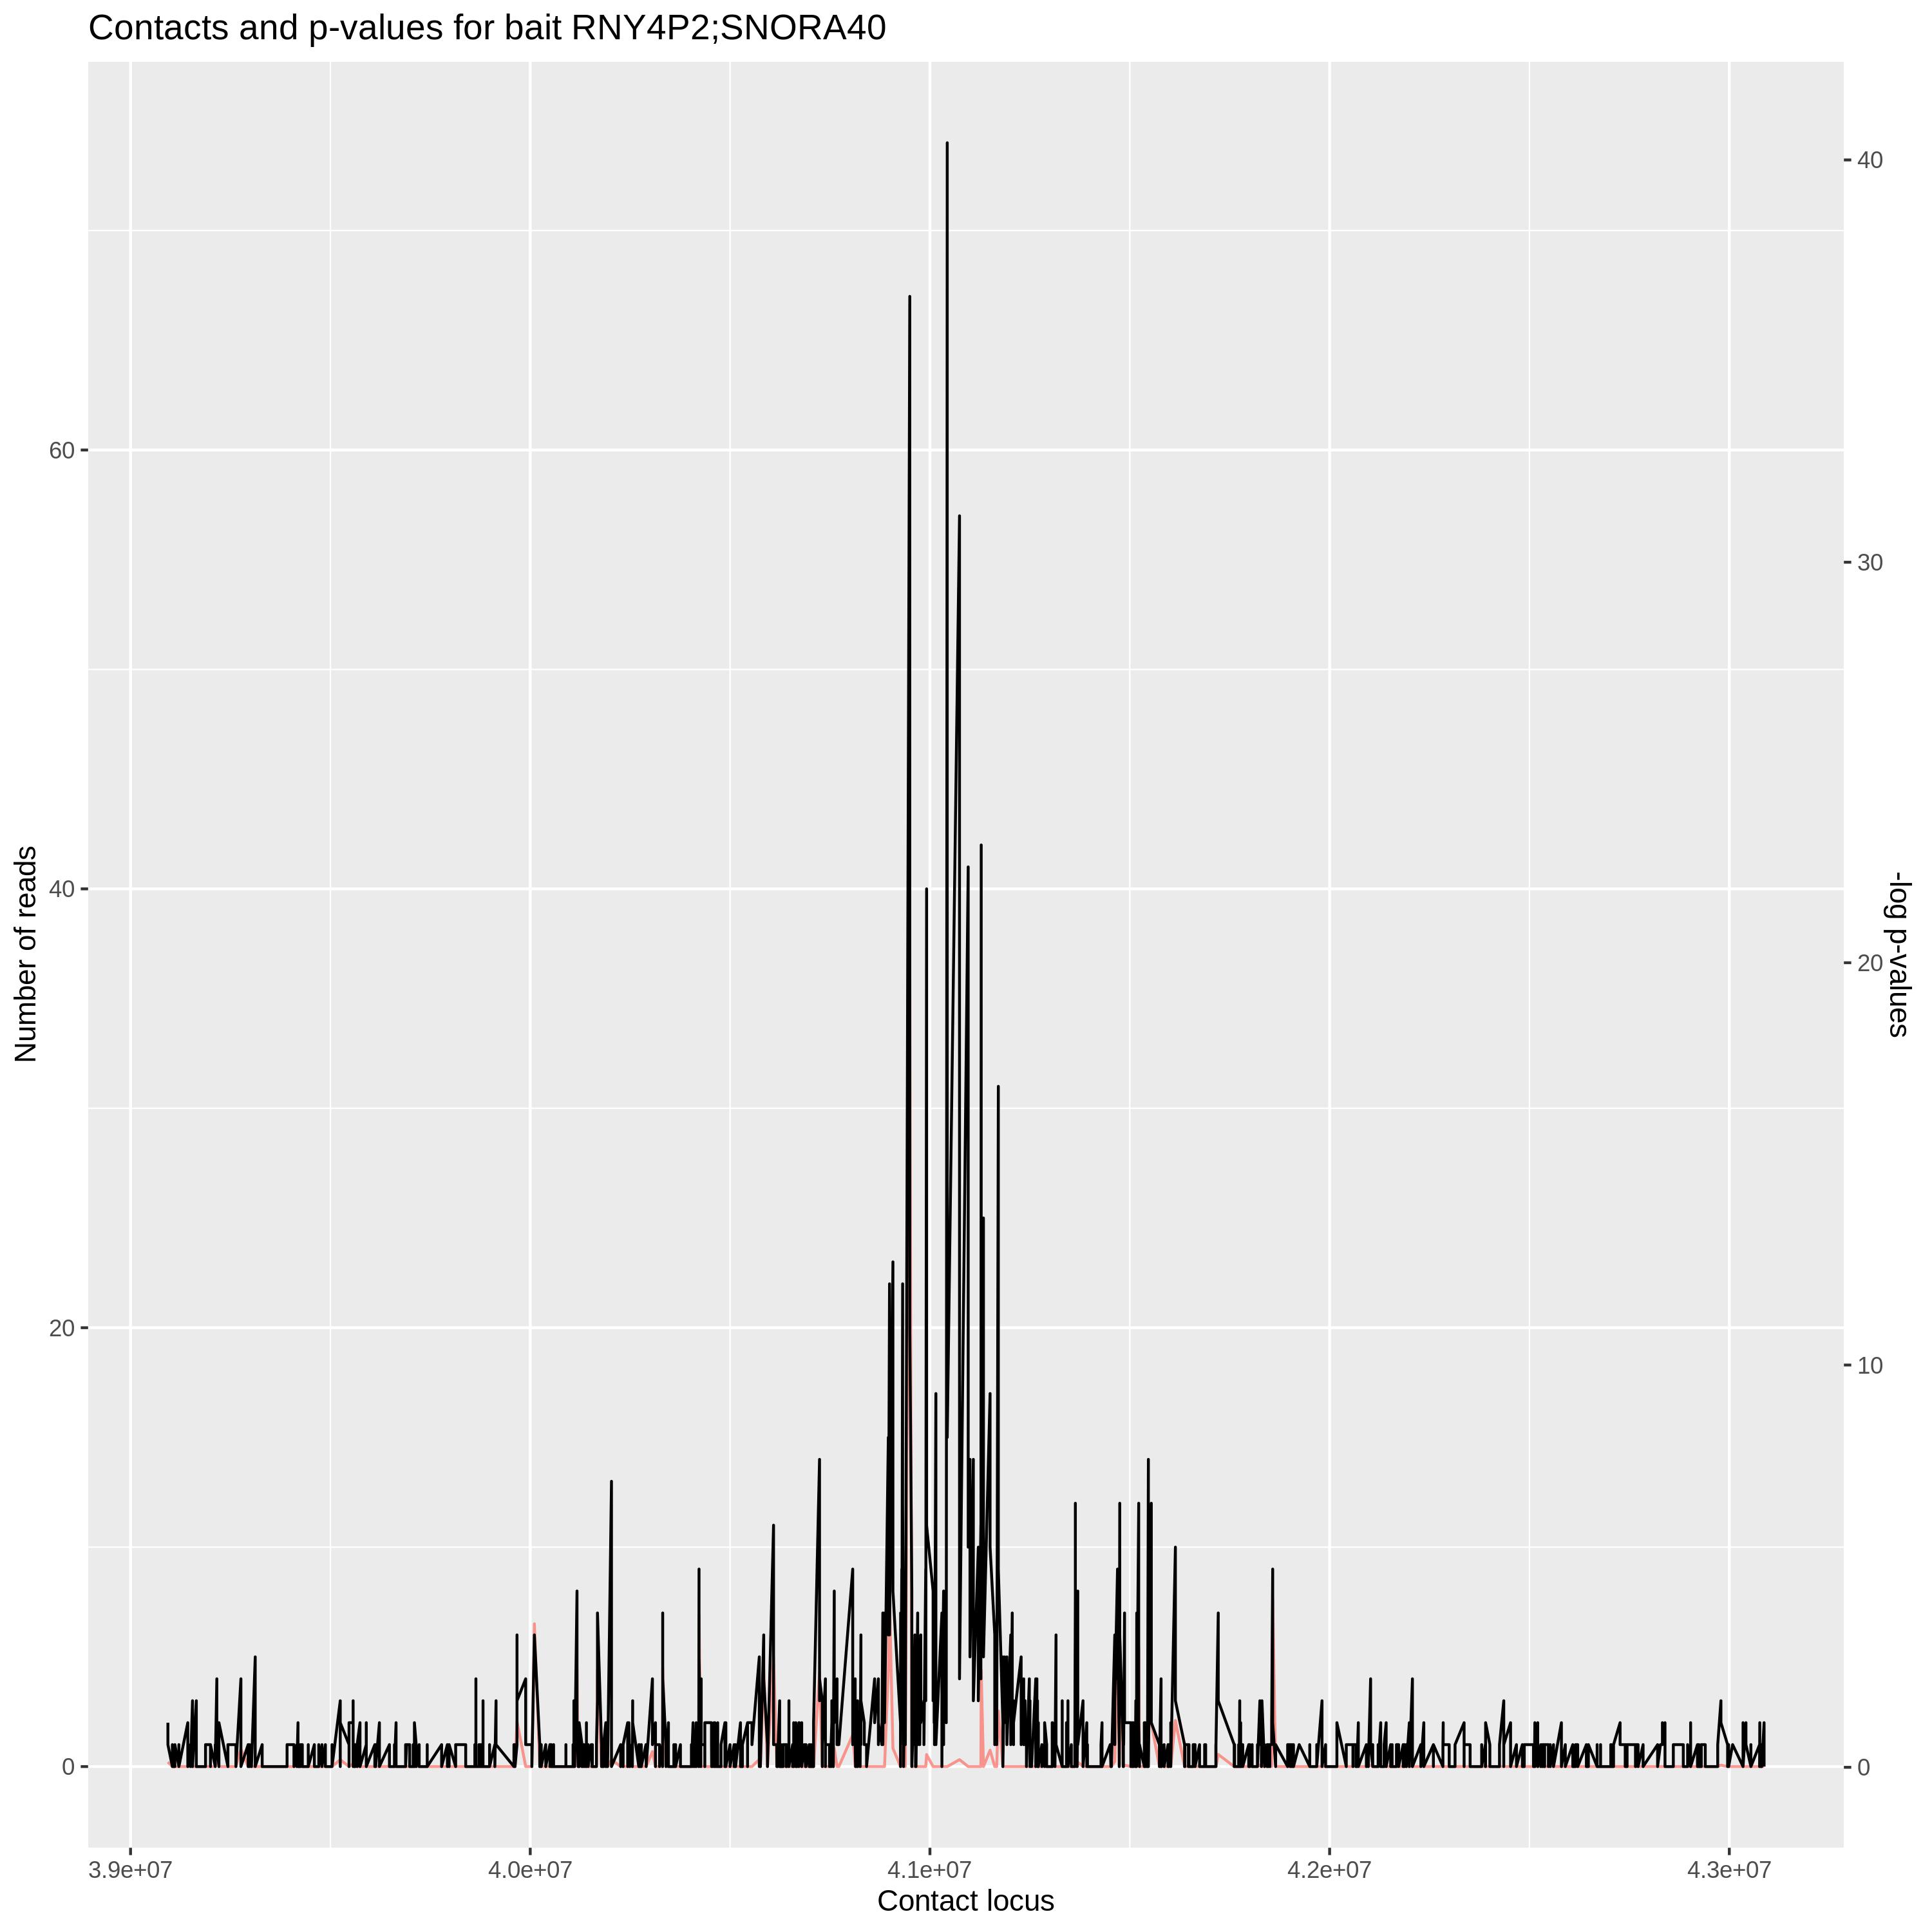 Contacts and p-values for bait RNY4P2;SNORA40
Number of reads
60
40
20
0
40
30
20
10
0
-log p-values
3.9e+07
4.0e+07
4.1e+07
4.2e+07
4.3e+07
Contact locus